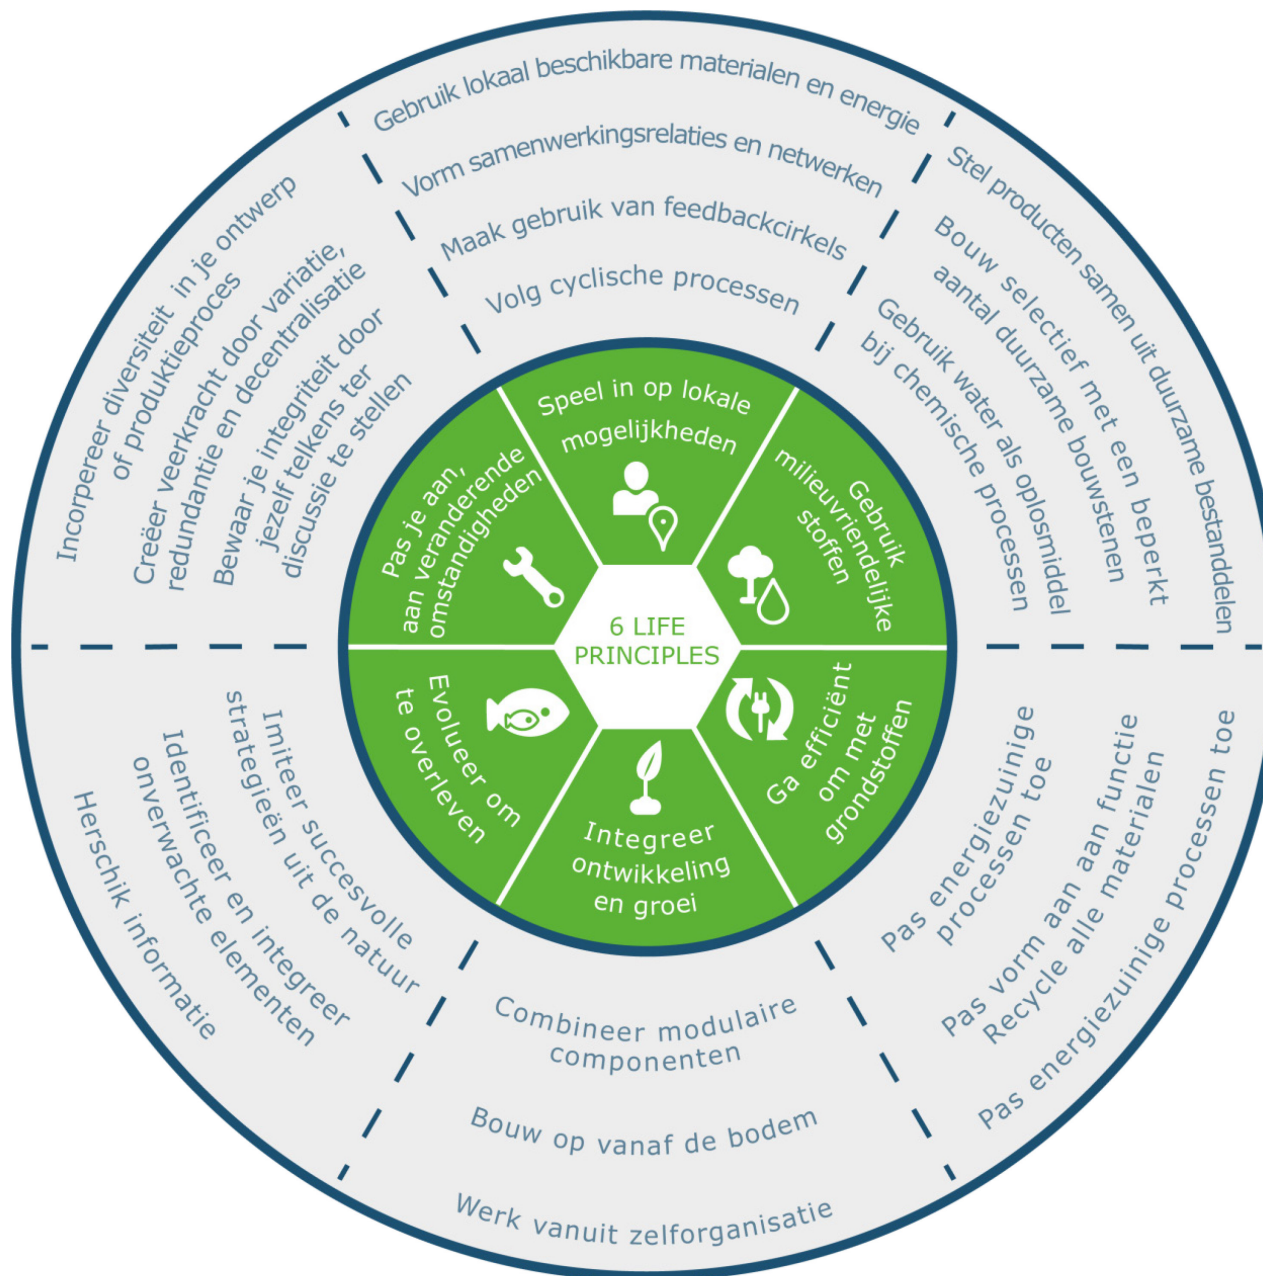 6 LIFE
PRINCIPLES
Speel in op lokale
mogelijkheden
Gebruik
milieuvriendelijke
stoffen
Ga efficiënt
om met
grondstoffen
Integreer
ontwikkeling
en groei
Evolueer om
te overleven
Pas je aan,
aan veranderende
omstandigheden
Gebruik lokaal beschikbare materialen en energie
Vorm samenwerkingsrelaties en netwerken
Maak gebruik van feedbackcirkels
Volg cyclische processen
Stel producten samen uit duurzame bestanddelen
Bouw selectief met een beperkt
aantal duurzame bouwstenen
Gebruik water als oplosmiddel
bij chemische processen
Pas energiezuinige
processen toe
Pas vorm aan aan functie
Recycle alle materialen
Pas energiezuinige processen toe
Combineer modulaire
componenten
Bouw op vanaf de bodem
Werk vanuit zelforganisatie
Imiteer succesvolle
strategieën uit de natuur
Identificeer en integreer
onverwachte elementen
Herschik informatie
Incorpereer diversiteit in je ontwerp
of produktieproces
Creëer veerkracht door variatie,
redundantie en decentralisatie
Bewaar je integriteit door
jezelf telkens ter
discussie te stellen